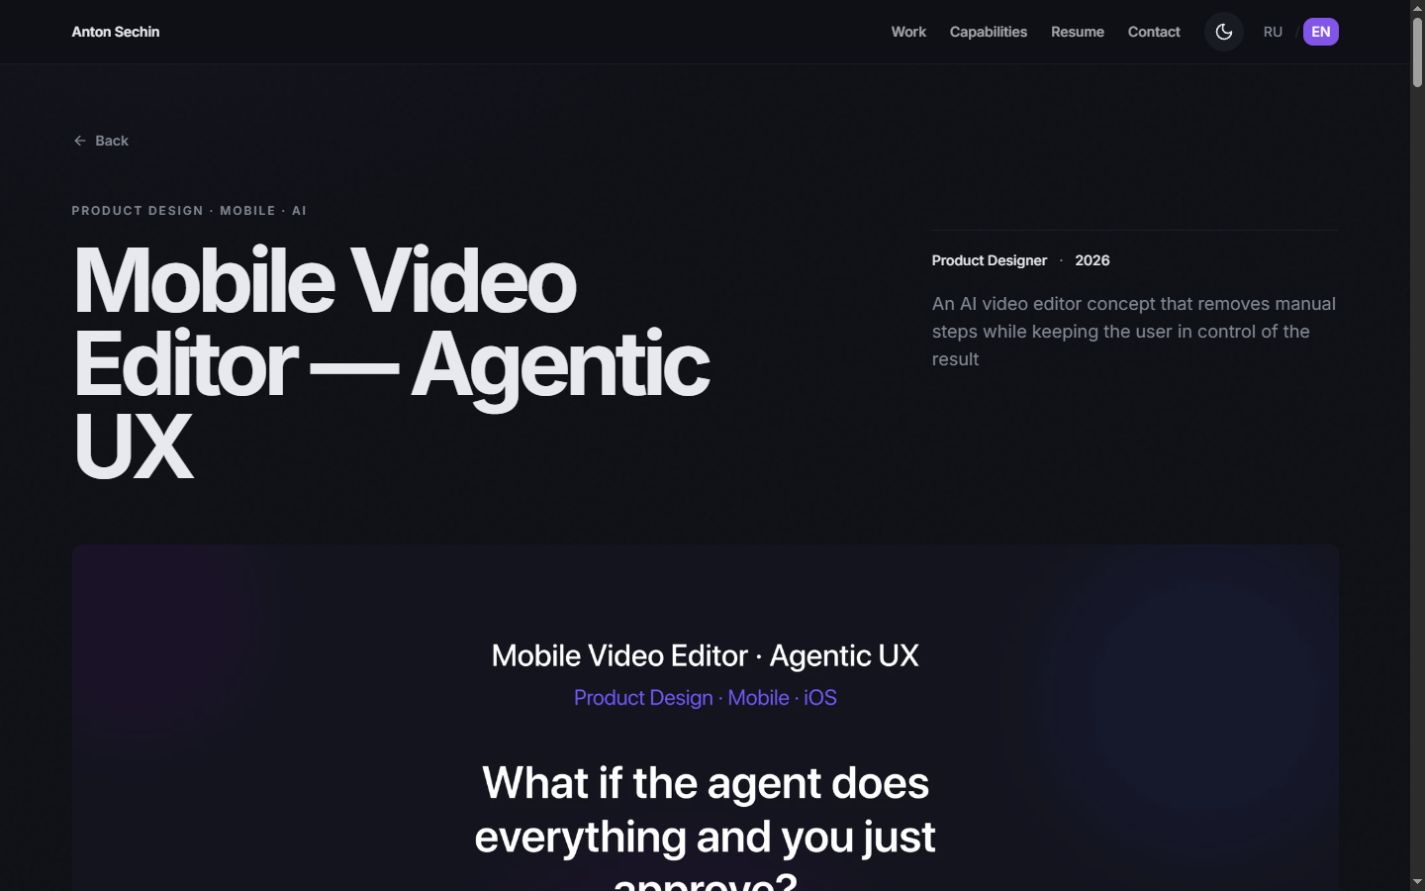 Anton Sechin
Work Capabilities Resume Contact RU / EN
← Back
PRODUCT DESIGN · MOBILE · AI
Mobile Video
Editor — Agentic
UX
Product Designer · 2026
An AI video editor concept that removes manual
steps while keeping the user in control of the
result
Mobile Video Editor · Agentic UX
Product Design · Mobile · iOS
What if the agent does
everything and you just
approve?